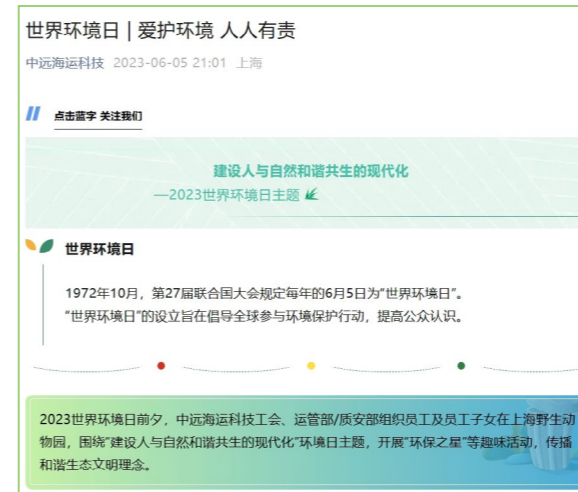 世界环境日 | 爱护环境 人人有责
中远海运科技 2023-06-05 21:01 上海
点击蓝字 关注我们
建设人与自然和谐共生的现代化
—2023世界环境日主题
世界环境日
1972年10月，第27届联合国大会规定每年的6月5日为“世界环境日”。
“世界环境日”的设立旨在倡导全球参与环境保护行动，提高公众认识。
2023世界环境日前夕，中远海运科技工会、运管部/质安部组织员工及员工子女在上海野生动
物园，围绕“建设人与自然和谐共生的现代化”环境日主题，开展“环保之星”等趣味活动，传播
和谐生态文明理念。